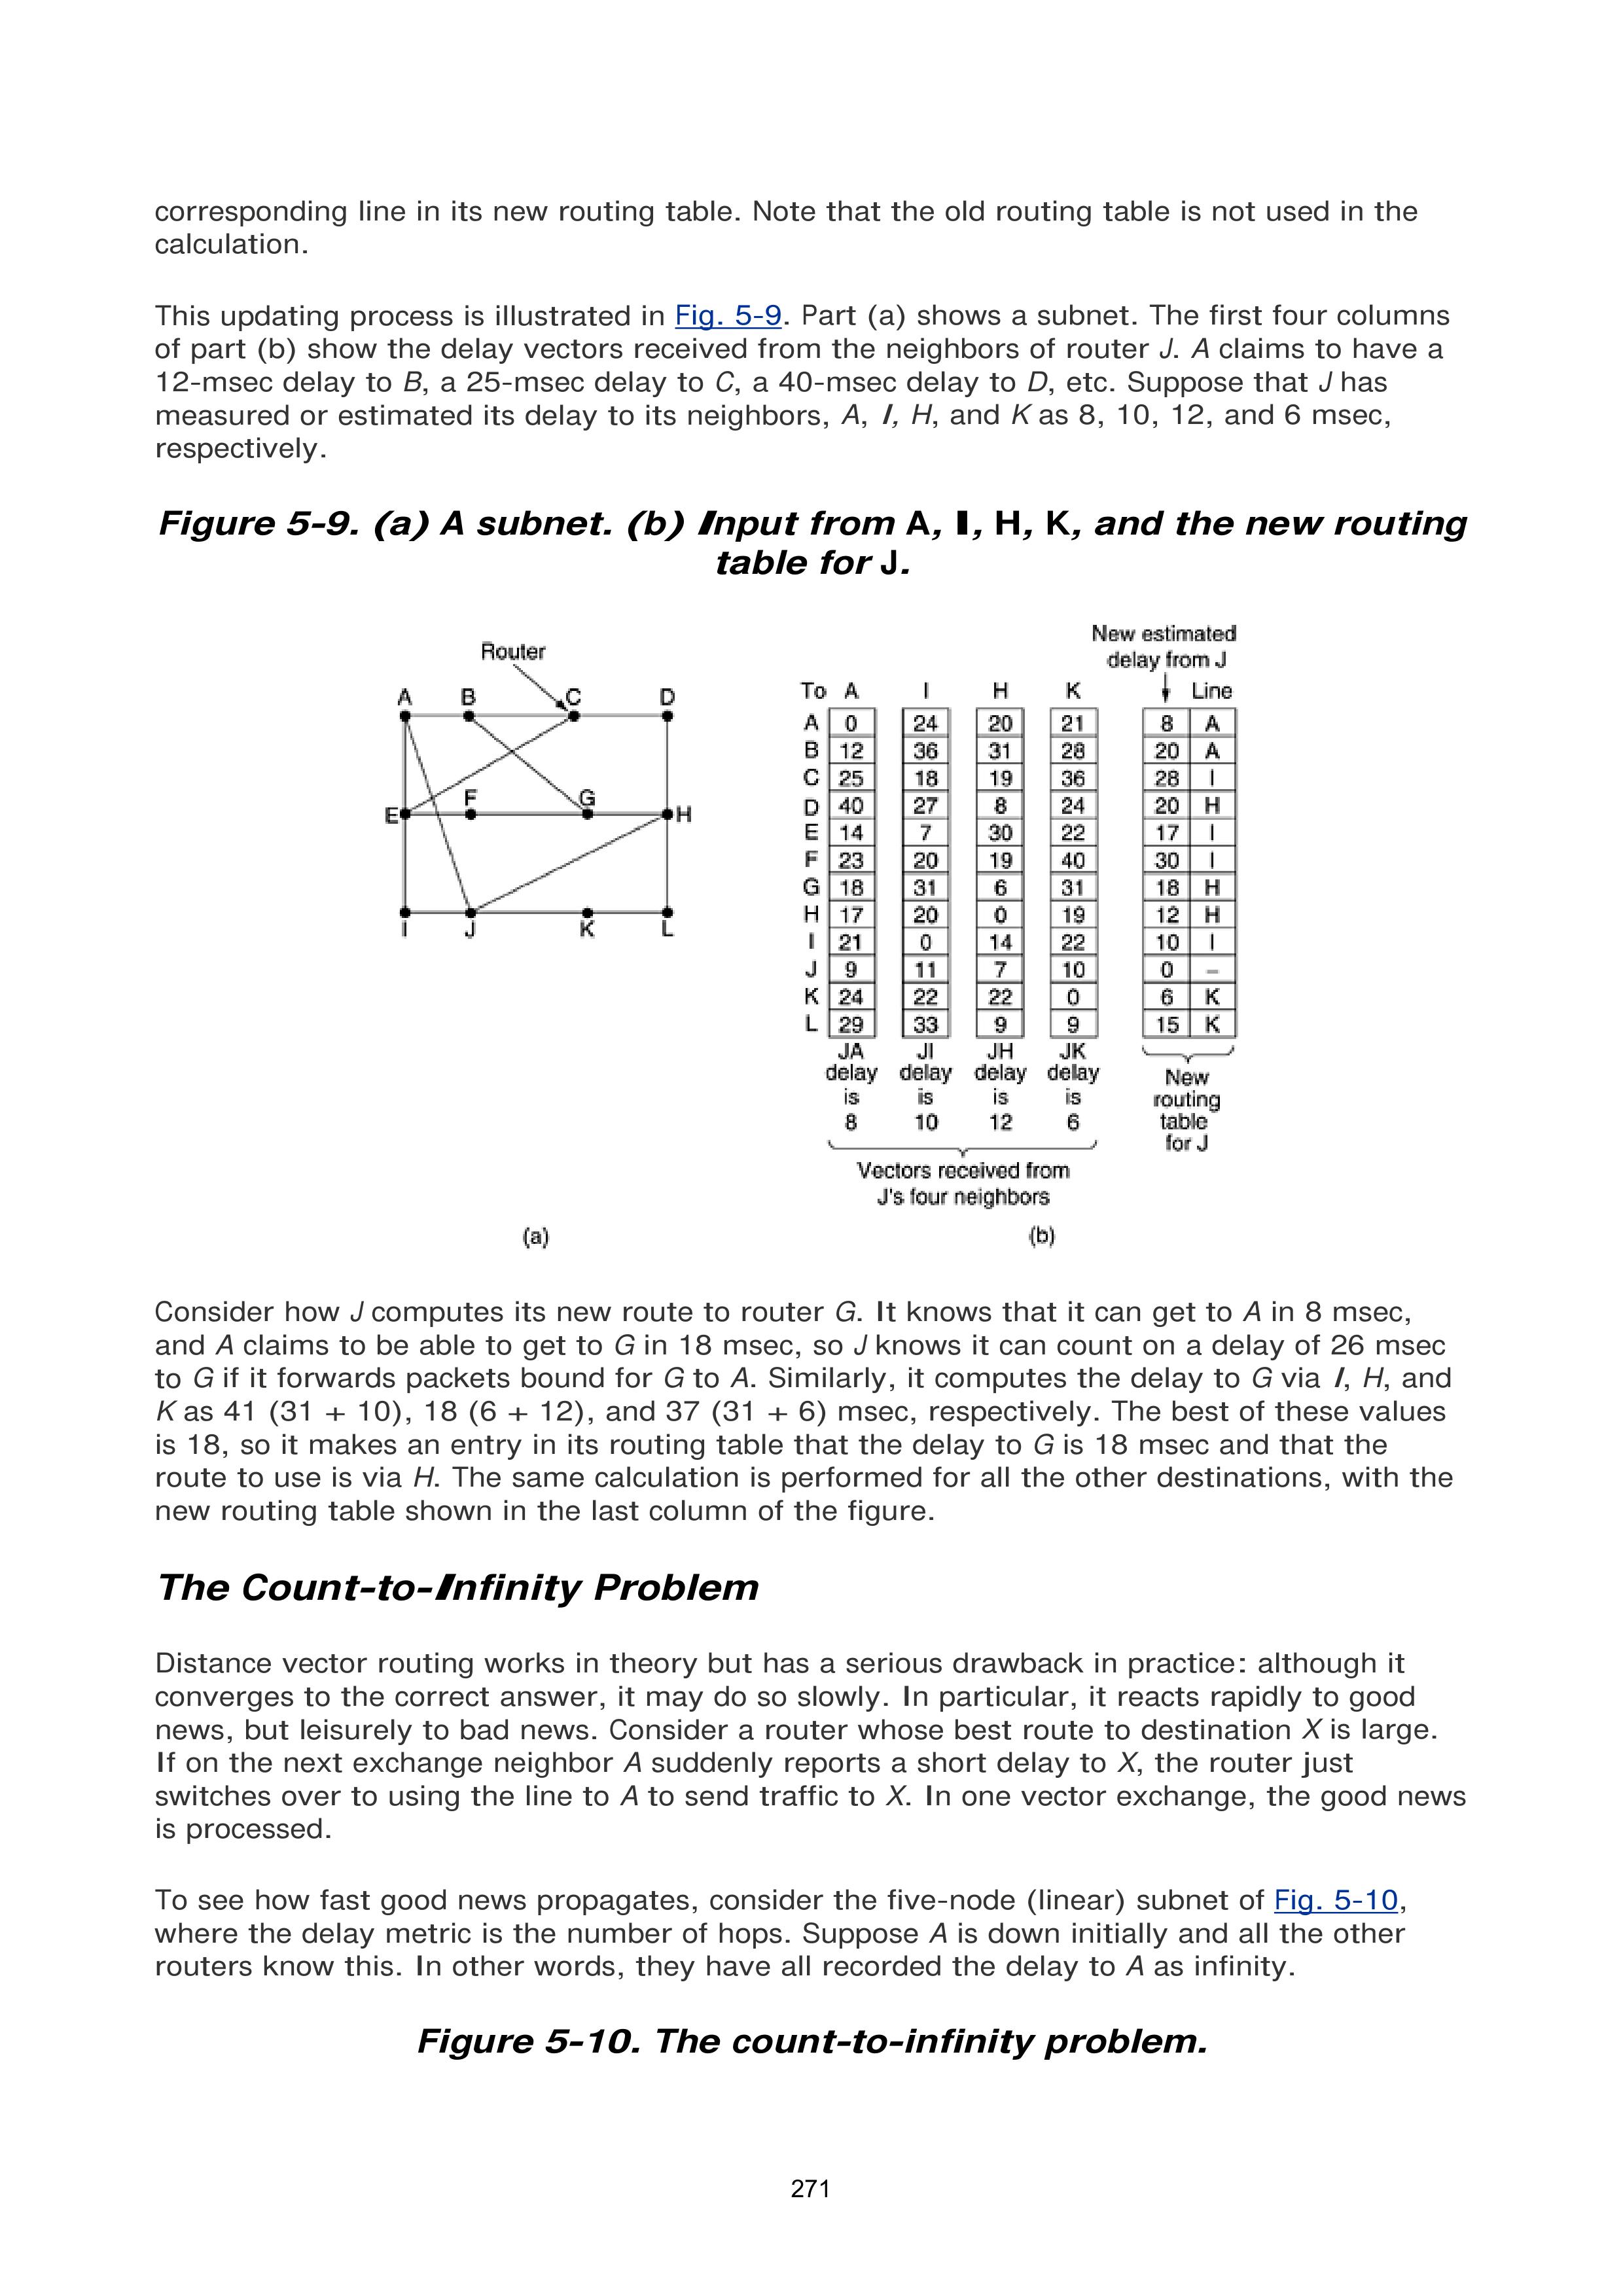 corresponding line in its new routing table. Note that the old routing table is not used in the
calculation.
This updating process is illustrated in Fig. 5-9. Part (a) shows a subnet. The first four columns
of part (b) show the delay vectors received from the neighbors of router J. A claims to have a
12-msec delay to B, a 25-msec delay to C, a 40-msec delay to D, etc. Suppose that J has
measured or estimated its delay to its neighbors, A, I, H, and K as 8, 10, 12, and 6 msec,
respectively.
Figure 5-9. (a) A subnet. (b) Input from A, I, H, K, and the new routing
table for J.
Router
A B C D
E F G H
I J K L
(a)
New estimated
delay from J
To A I H K Line
A 0 24 20 21 8 A
B 12 36 31 28 20 A
C 25 18 19 36 28 I
D 40 27 8 24 20 H
E 14 7 30 22 17 I
F 23 20 19 40 30 I
G 18 31 6 31 18 H
H 17 20 0 19 12 H
I 21 0 14 22 10 I
J 9 11 7 10 0 –
K 24 22 22 0 6 K
L 29 33 9 9 15 K
JA JI JH JK
delay delay delay delay
is is is is
8 10 12 6
New
routing
table
for J
Vectors received from
J's four neighbors
(b)
Consider how J computes its new route to router G. It knows that it can get to A in 8 msec,
and A claims to be able to get to G in 18 msec, so J knows it can count on a delay of 26 msec
to G if it forwards packets bound for G to A. Similarly, it computes the delay to G via I, H, and
K as 41 (31 + 10), 18 (6 + 12), and 37 (31 + 6) msec, respectively. The best of these values
is 18, so it makes an entry in its routing table that the delay to G is 18 msec and that the
route to use is via H. The same calculation is performed for all the other destinations, with the
new routing table shown in the last column of the figure.
The Count-to-Infinity Problem
Distance vector routing works in theory but has a serious drawback in practice: although it
converges to the correct answer, it may do so slowly. In particular, it reacts rapidly to good
news, but leisurely to bad news. Consider a router whose best route to destination X is large.
If on the next exchange neighbor A suddenly reports a short delay to X, the router just
switches over to using the line to A to send traffic to X. In one vector exchange, the good news
is processed.
To see how fast good news propagates, consider the five-node (linear) subnet of Fig. 5-10,
where the delay metric is the number of hops. Suppose A is down initially and all the other
routers know this. In other words, they have all recorded the delay to A as infinity.
Figure 5-10. The count-to-infinity problem.
271